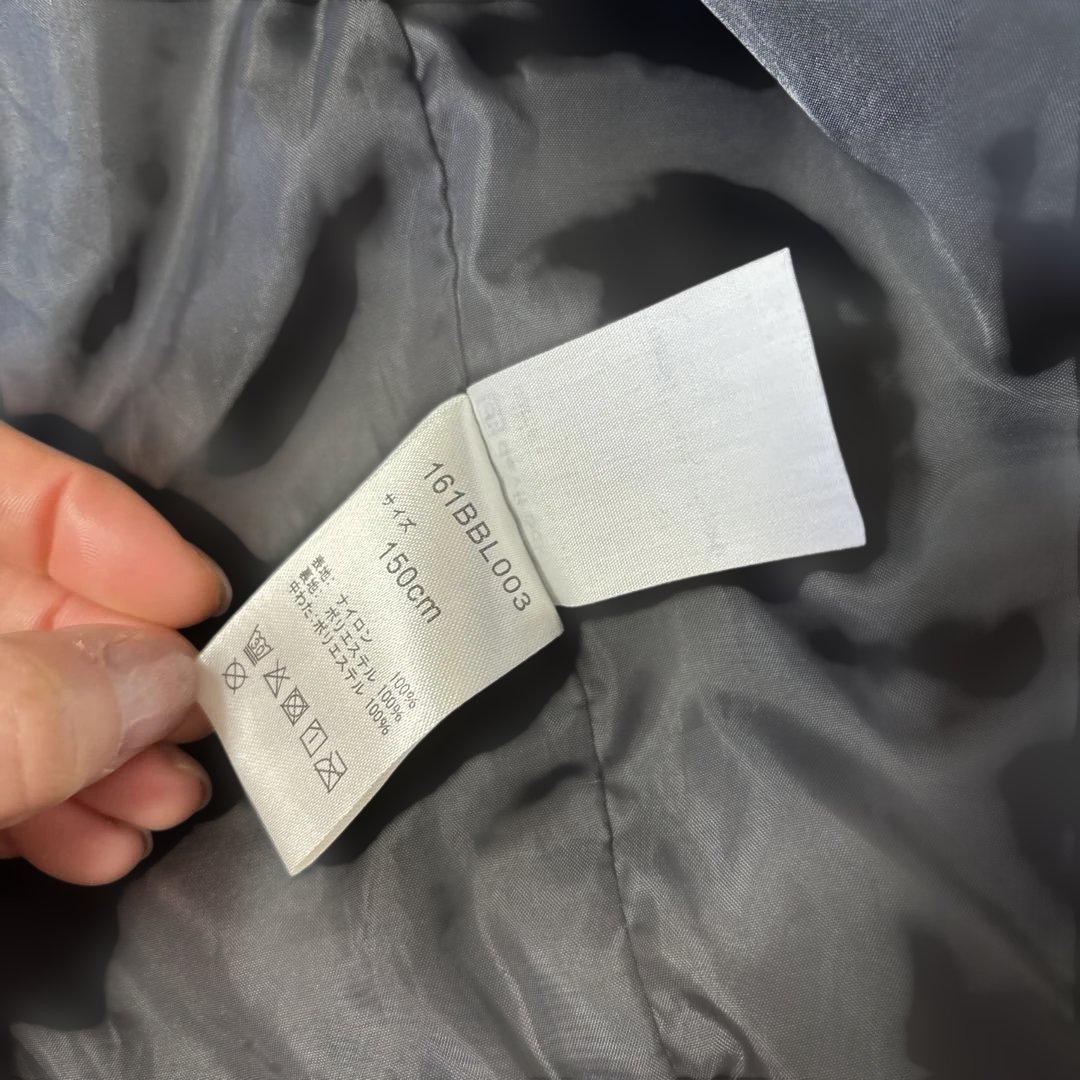 161BBL003
サイズ 150cm
表地: ナイロン 100%
裏地: ポリエステル 100%
中わた:ポリエステル 100%